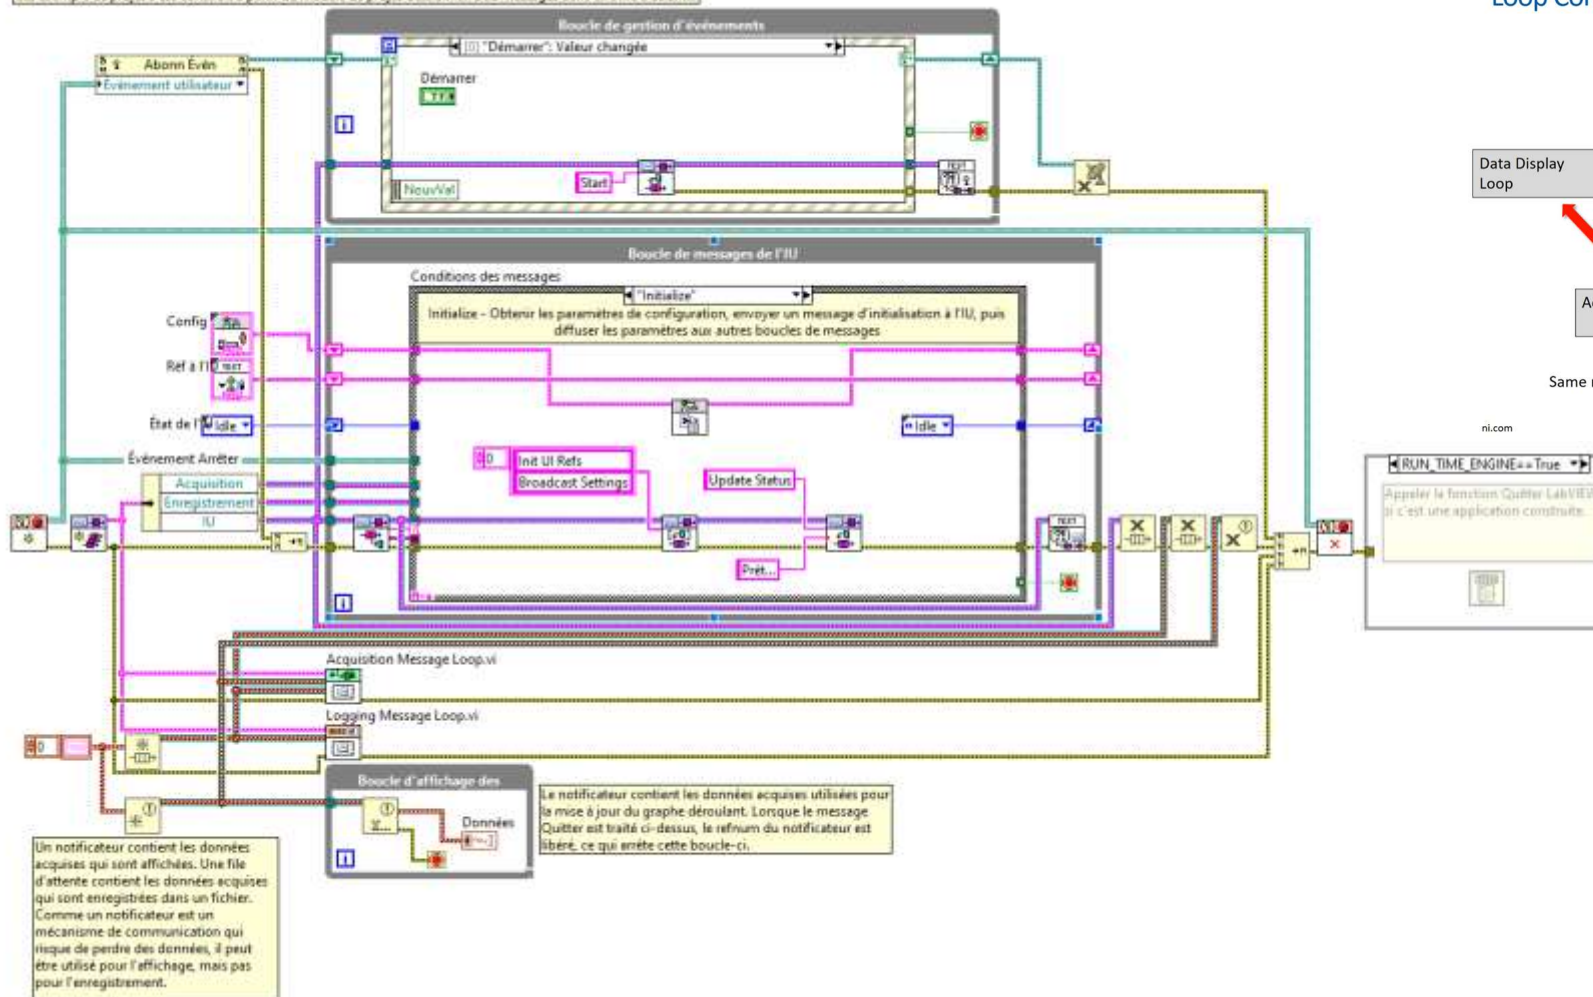 Loop Con
Boucle de gestion d'événements
[0] "Démarrer": Valeur changée
Abonn Évén
Événement utilisateur
Démarrer
TF
i
Start
NouvVal
TEXT
Data Display
Loop
Boucle de messages de l'IU
Conditions des messages
"Initialize"
Initialize - Obtenir les paramètres de configuration, envoyer un message d'initialisation à l'IU, puis
diffuser les paramètres aux autres boucles de messages
Config
Réf à l'I
TEXT
État de l'
Idle
Idle
Same
ni.com
Événement Arrêter
Acquisition
Enregistrement
IU
0
Init UI Refs
Broadcast Settings
Update Status
Prêt...
TEXT
i
RUN_TIME_ENGINE==True
Appeler la fonction Quitter LabVIEW
si c'est une application construite.
Acquisition Message Loop.vi
Logging Message Loop.vi
0
Boucle d'affichage des
Données
i
Le notificateur contient les données acquises utilisées pour
la mise à jour du graphe déroulant. Lorsque le message
Quitter est traité ci-dessus, le refnum du notificateur est
libéré, ce qui arrête cette boucle-ci.
Un notificateur contient les données
acquises qui sont affichées. Une file
d'attente contient les données acquises
qui sont enregistrées dans un fichier.
Comme un notificateur est un
mécanisme de communication qui
risque de perdre des données, il peut
être utilisé pour l'affichage, mais pas
pour l'enregistrement.